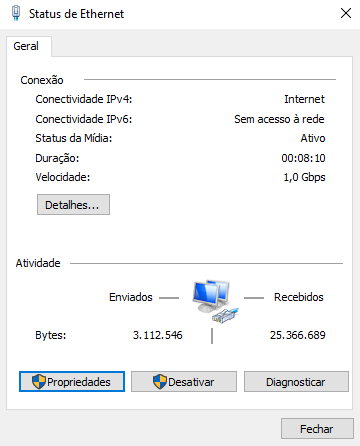 Status de Ethernet
Geral
Conexão
Conectividade IPv4: Internet
Conectividade IPv6: Sem acesso à rede
Status da Mídia: Ativo
Duração: 00:08:10
Velocidade: 1,0 Gbps
Detalhes...
Atividade
Enviados Recebidos
Bytes: 3.112.546 25.366.689
Propriedades Desativar Diagnosticar
Fechar